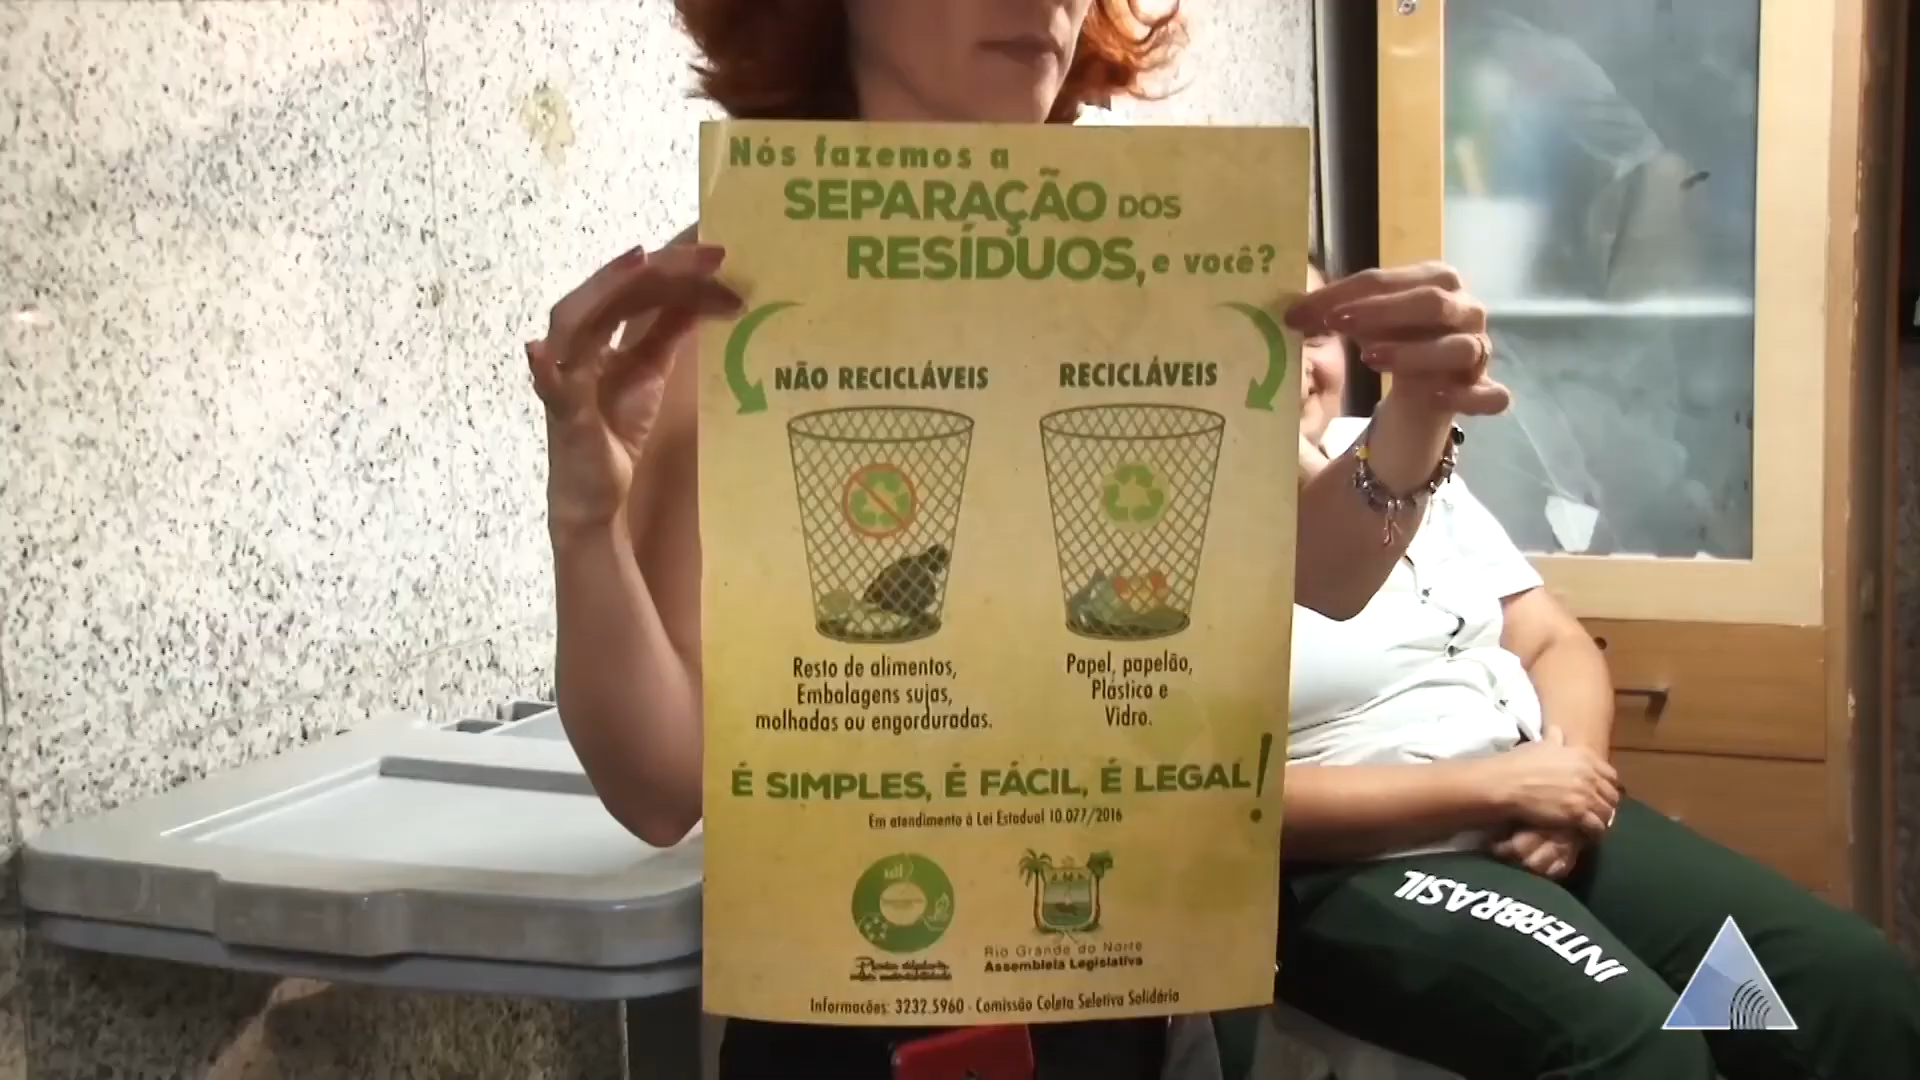 Nós fazemos a
SEPARAÇÃO DOS
RESÍDUOS, e você?
NÃO RECICLÁVEIS
RECICLÁVEIS
Resto de alimentos,
Embalagens sujas,
molhadas ou engorduradas.
Papel, papelão,
Plástico e
Vidro.
É SIMPLES, É FÁCIL, É LEGAL!
Em atendimento à Lei Estadual 10.077/2016
Rio Grande do Norte
Assembleia Legislativa
Informações: 3232.5960 - Comissão Coleta Seletiva Solidária
INTERBRASIL